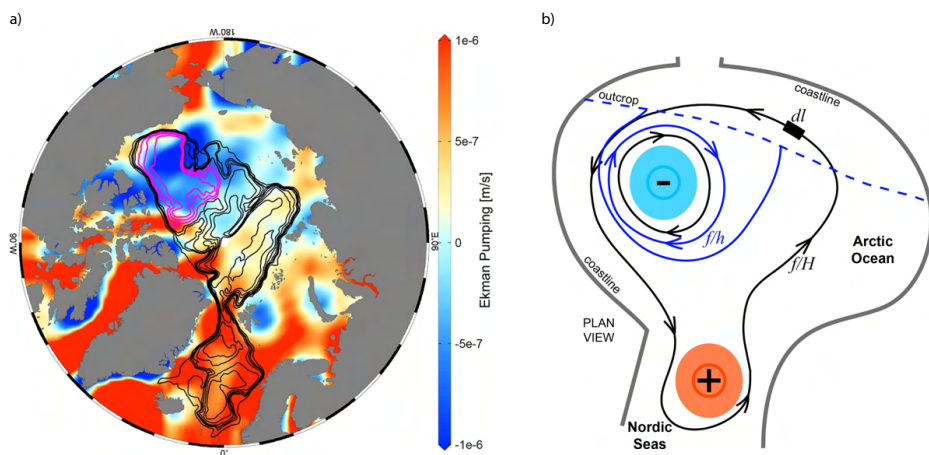 a)
b)
180°W
90°W
90°E
0°
1e-6
5e-7
0
-5e-7
-1e-6
Ekman Pumping [m/s]
outcrop
coastline
dl
-
f/h
f/H
Arctic
Ocean
coastline
PLAN
VIEW
+
Nordic
Seas